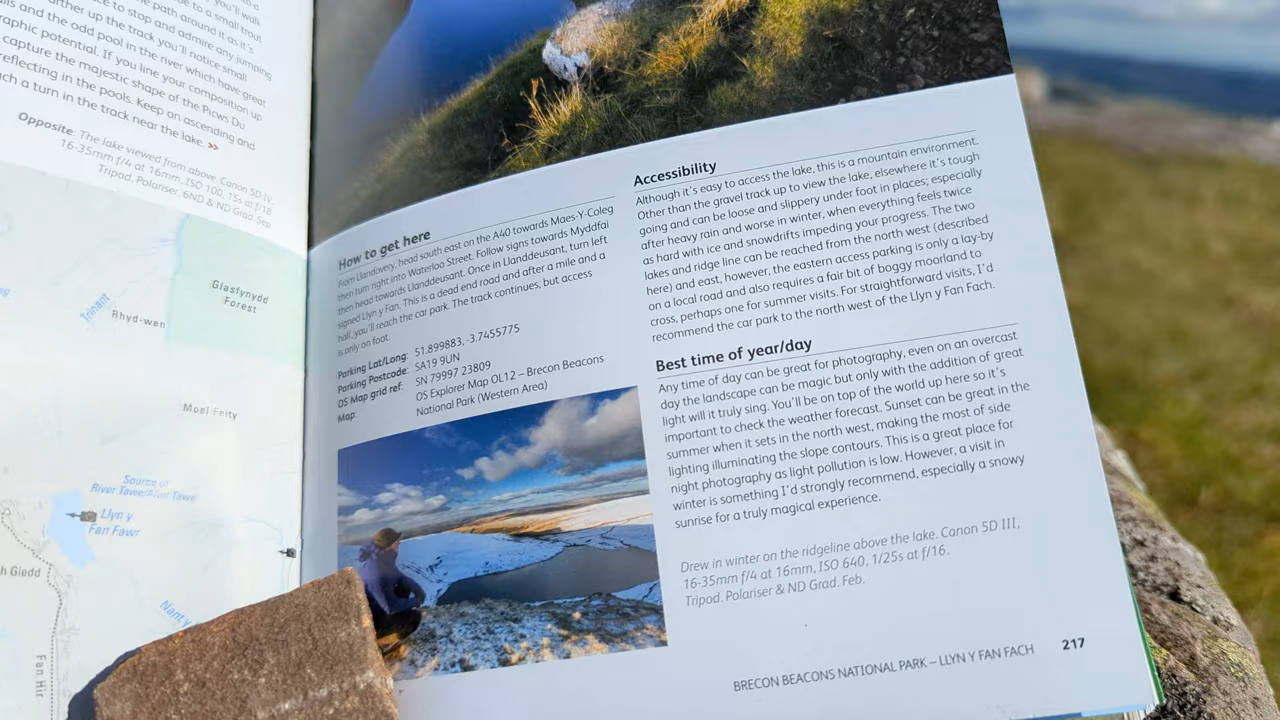 you'll walk
to a small trout
path around it as it's
ce to stop and admire any jumping
farther up the track you'll notice small
ls and the odd pool in the river which have great
raphic potential. If you line your composition up
capture the majestic shape of the Picws Du
reflecting in the pools. Keep on ascending and
ch a turn in the track near the lake. >>
Opposite: The lake viewed from above. Canon 5D IV,
16-35mm f/4 at 16mm, ISO 100, 15s at f/18
Tripod. Polariser, 6ND & ND Grad. Sep
Glasfynydd
Forest
Trinant
Rhyd-wen
Moel Feity
Source of
River Tawe/Afon Tawe
Llyn y
Fan Fawr
h Giedd
Nant y
Fan Hir
How to get here
From Llandovery, head south east on the A40 towards Maes-Y-Coleg
then turn right into Waterloo Street. Follow signs towards Myddfai
then head towards Llanddeusant. Once in Llanddeusant, turn left
signed Llyn y Fan. This is a dead end road and after a mile and a
half, you'll reach the car park. The track continues, but access
is only on foot.
Parking Lat/Long: 51.899883, -3.7455775
Parking Postcode: SA19 9UN
OS Map grid ref: SN 79997 23809
Map: OS Explorer Map OL12 – Brecon Beacons
National Park (Western Area)
Accessibility
Although it's easy to access the lake, this is a mountain environment.
Other than the gravel track up to view the lake, elsewhere it's tough
going and can be loose and slippery under foot in places; especially
after heavy rain and worse in winter, when everything feels twice
as hard with ice and snowdrifts impeding your progress. The two
lakes and ridge line can be reached from the north west (described
here) and east, however, the eastern access parking is only a lay-by
on a local road and also requires a fair bit of boggy moorland to
cross, perhaps one for summer visits. For straightforward visits, I'd
recommend the car park to the north west of the Llyn y Fan Fach.
Best time of year/day
Any time of day can be great for photography, even on an overcast
day the landscape can be magic but only with the addition of great
light will it truly sing. You'll be on top of the world up here so it's
important to check the weather forecast. Sunset can be great in the
summer when it sets in the north west, making the most of side
lighting illuminating the slope contours. This is a great place for
night photography as light pollution is low. However, a visit in
winter is something I'd strongly recommend, especially a snowy
sunrise for a truly magical experience.
Drew in winter on the ridgeline above the lake. Canon 5D III,
16-35mm f/4 at 16mm, ISO 640, 1/25s at f/16.
Tripod. Polariser & ND Grad. Feb.
BRECON BEACONS NATIONAL PARK – LLYN Y FAN FACH 217